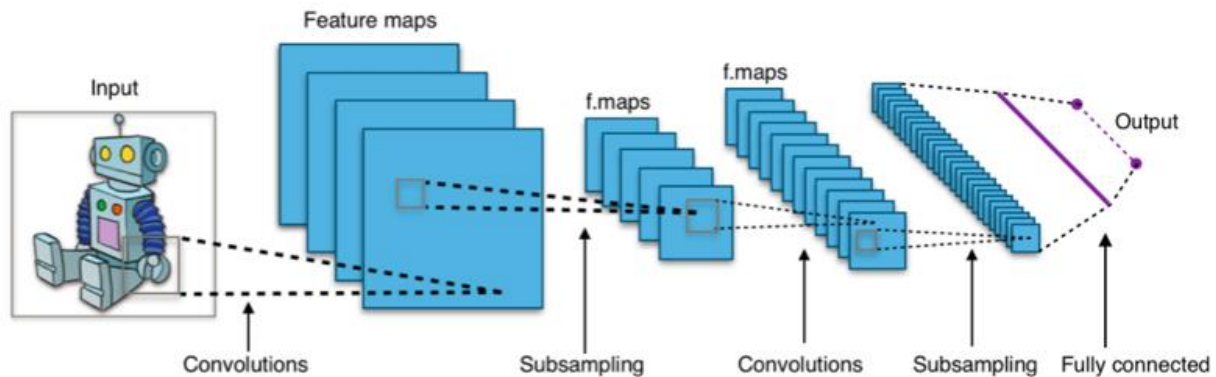 Feature maps
f.maps
Input
f.maps
Output
Convolutions
Subsampling
Convolutions
Subsampling
Fully connected